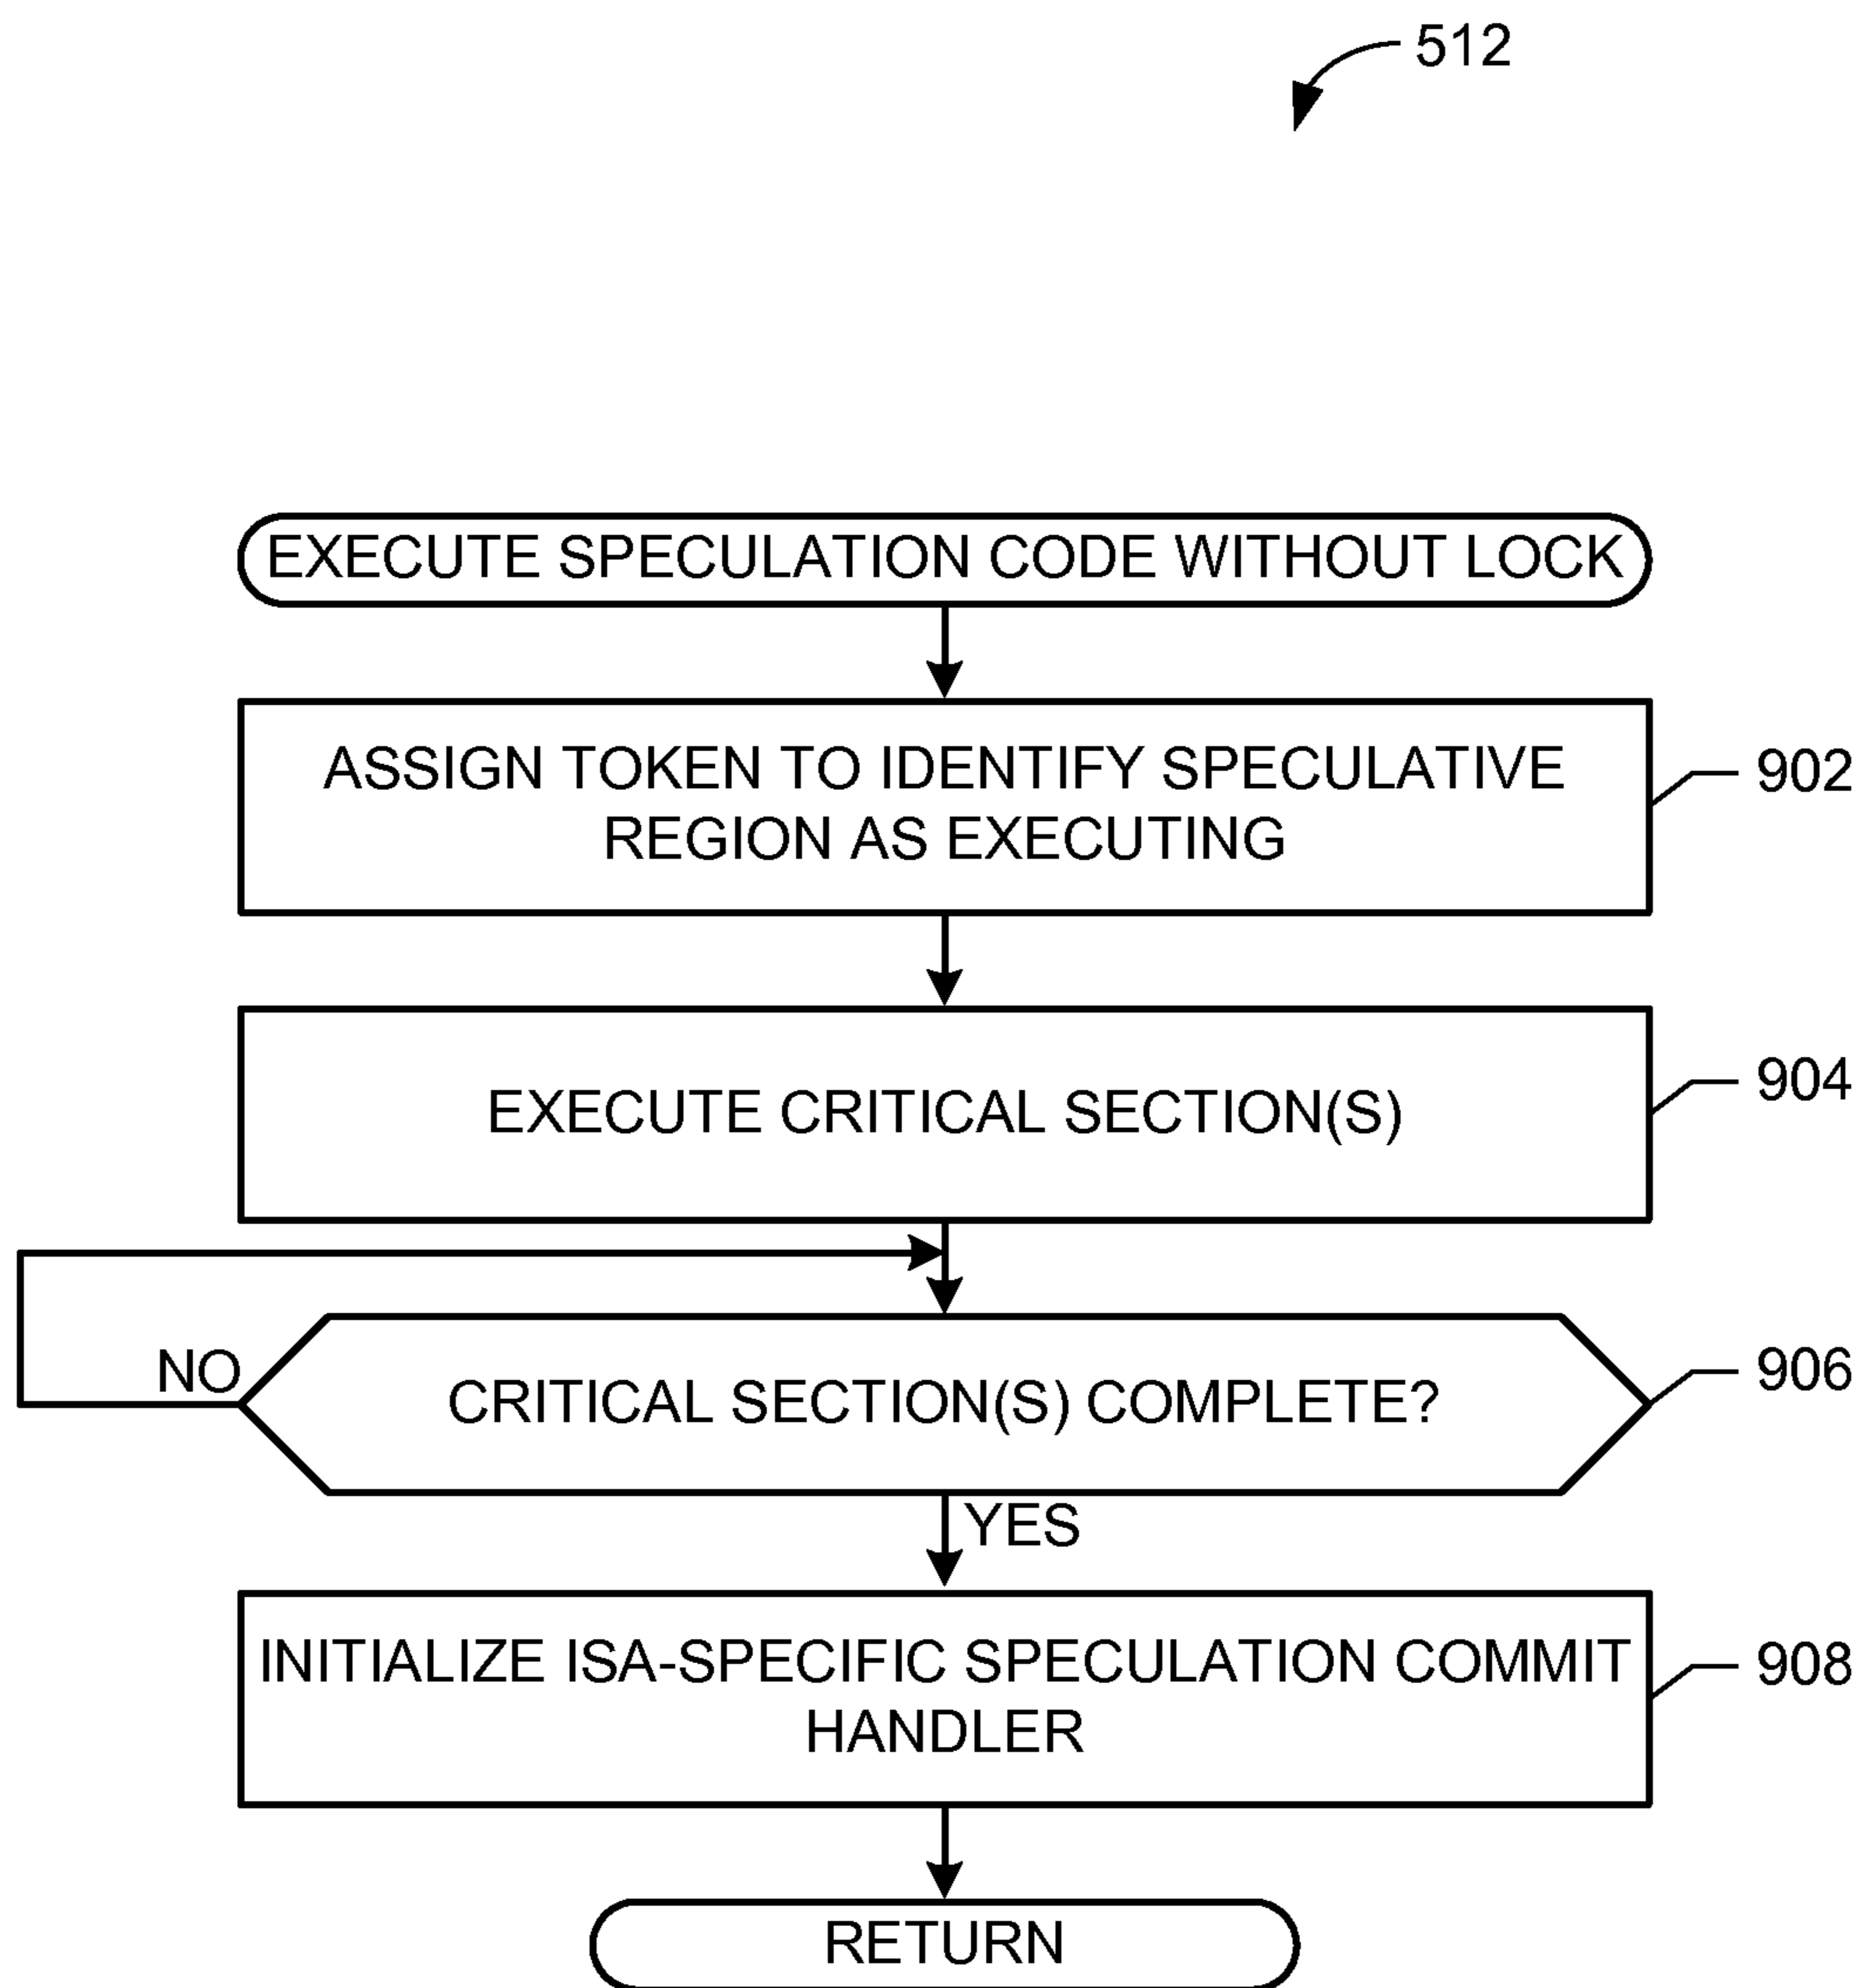 512
EXECUTE SPECULATION CODE WITHOUT LOCK
ASSIGN TOKEN TO IDENTIFY SPECULATIVE
REGION AS EXECUTING
902
EXECUTE CRITICAL SECTION(S)
904
NO
CRITICAL SECTION(S) COMPLETE?
906
YES
INITIALIZE ISA-SPECIFIC SPECULATION COMMIT
HANDLER
908
RETURN